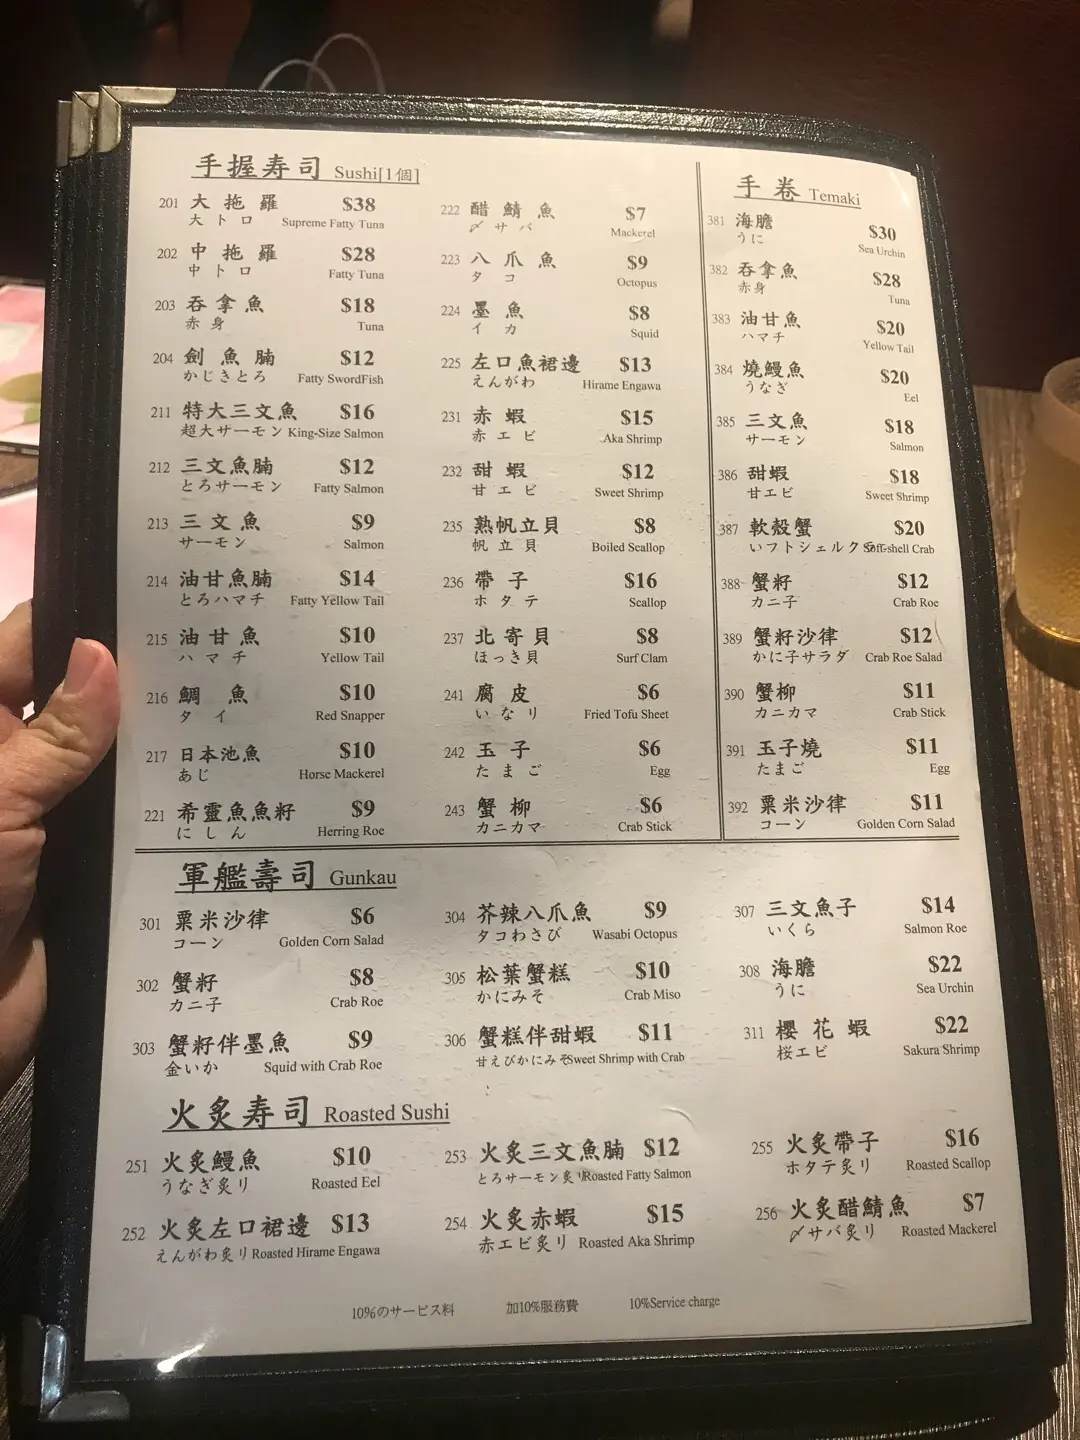 手握寿司 Sushi[1個]
201 大拖羅 $38
大トロ Supreme Fatty Tuna
202 中拖羅 $28
中トロ Fatty Tuna
203 吞拿魚 $18
赤身 Tuna
204 劍魚腩 $12
かじきとろ Fatty SwordFish
211 特大三文魚 $16
超大サーモン King-Size Salmon
212 三文魚腩 $12
とろサーモン Fatty Salmon
213 三文魚 $9
サーモン Salmon
214 油甘魚腩 $14
とろハマチ Fatty Yellow Tail
215 油甘魚 $10
ハマチ Yellow Tail
216 鯛魚 $10
タイ Red Snapper
217 日本池魚 $10
あじ Horse Mackerel
221 希靈魚魚籽 $9
にしん Herring Roe
222 醋鯖魚 $7
〆サバ Mackerel
223 八爪魚 $9
タコ Octopus
224 墨魚 $8
イカ Squid
225 左口魚裙邊 $13
えんがわ Hirame Engawa
231 赤蝦 $15
赤エビ Aka Shrimp
232 甜蝦 $12
甘エビ Sweet Shrimp
235 熟帆立貝 $8
帆立貝 Boiled Scallop
236 帶子 $16
ホタテ Scallop
237 北寄貝 $8
ほっき貝 Surf Clam
241 腐皮 $6
いなり Fried Tofu Sheet
242 玉子 $6
たまご Egg
243 蟹柳 $6
カニカマ Crab Stick
手卷 Temaki
381 海膽 $30
うに Sea Urchin
382 吞拿魚 $28
赤身 Tuna
383 油甘魚 $20
ハマチ Yellow Tail
384 燒鰻魚 $20
うなぎ Eel
385 三文魚 $18
サーモン Salmon
386 甜蝦 $18
甘エビ Sweet Shrimp
387 軟殼蟹 $20
いフトシェルクラ Soft-shell Crab
388 蟹籽 $12
カニ子 Crab Roe
389 蟹籽沙律 $12
かに子サラダ Crab Roe Salad
390 蟹柳 $11
カニカマ Crab Stick
391 玉子燒 $11
たまご Egg
392 粟米沙律 $11
コーン Golden Corn Salad
軍艦壽司 Gunkau
301 粟米沙律 $6
コーン Golden Corn Salad
302 蟹籽 $8
カニ子 Crab Roe
303 蟹籽伴墨魚 $9
金いか Squid with Crab Roe
304 芥辣八爪魚 $9
タコわさび Wasabi Octopus
305 松葉蟹糕 $10
かにみそ Crab Miso
306 蟹糕伴甜蝦 $11
甘えびかにみそ Sweet Shrimp with Crab
307 三文魚子 $14
いくら Salmon Roe
308 海膽 $22
うに Sea Urchin
311 櫻花蝦 $22
桜エビ Sakura Shrimp
火炙寿司 Roasted Sushi
251 火炙鰻魚 $10
うなぎ炙リ Roasted Eel
252 火炙左口裙邊 $13
えんがわ炙リ Roasted Hirame Engawa
253 火炙三文魚腩 $12
とろサーモン炙リ Roasted Fatty Salmon
254 火炙赤蝦 $15
赤エビ炙リ Roasted Aka Shrimp
255 火炙帶子 $16
ホタテ炙リ Roasted Scallop
256 火炙醋鯖魚 $7
〆サバ炙リ Roasted Mackerel
10%のサービス料 加10%服務費 10%Service charge